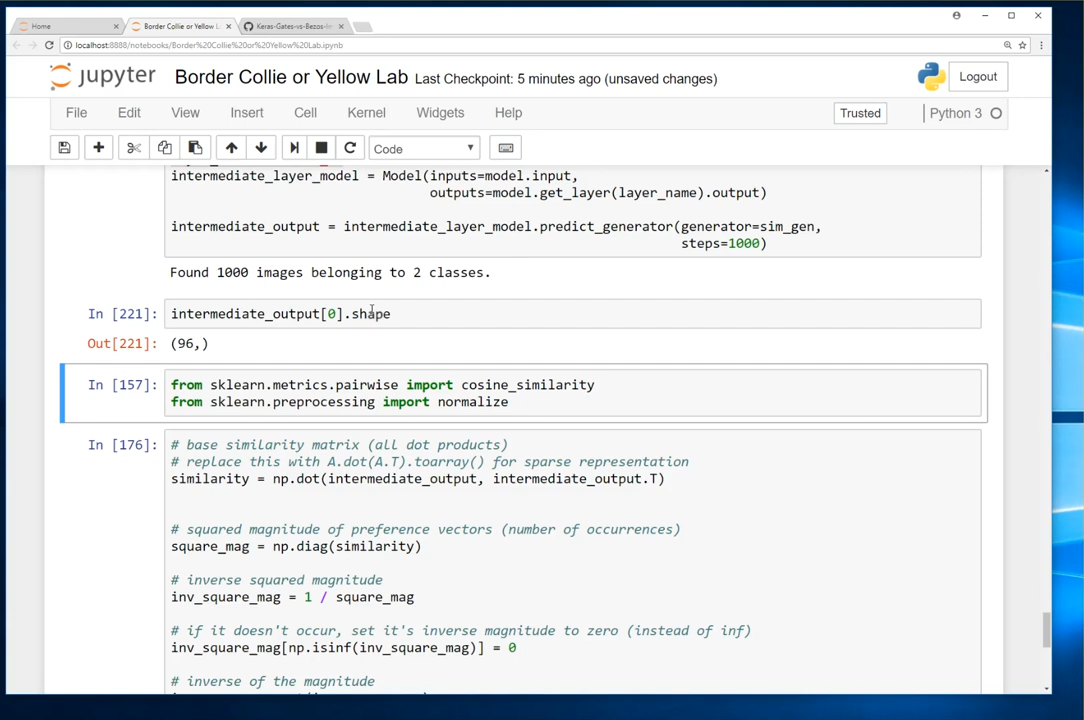 Home
Border Collie or Yellow L
Keras-Gates-vs-Bezos-In
localhost:8888/notebooks/Border%20Collie%20or%20Yellow%20Lab.ipynb
jupyter Border Collie or Yellow Lab Last Checkpoint: 5 minutes ago (unsaved changes) Logout
File Edit View Insert Cell Kernel Widgets Help Trusted Python 3
Code
intermediate_layer_model = Model(inputs=model.input,
outputs=model.get_layer(layer_name).output)
intermediate_output = intermediate_layer_model.predict_generator(generator=sim_gen,
steps=1000)
Found 1000 images belonging to 2 classes.
In [221]: intermediate_output[0].shape
Out[221]: (96,)
In [157]: from sklearn.metrics.pairwise import cosine_similarity
from sklearn.preprocessing import normalize
In [176]: # base similarity matrix (all dot products)
# replace this with A.dot(A.T).toarray() for sparse representation
similarity = np.dot(intermediate_output, intermediate_output.T)
# squared magnitude of preference vectors (number of occurrences)
square_mag = np.diag(similarity)
# inverse squared magnitude
inv_square_mag = 1 / square_mag
# if it doesn't occur, set it's inverse magnitude to zero (instead of inf)
inv_square_mag[np.isinf(inv_square_mag)] = 0
# inverse of the magnitude